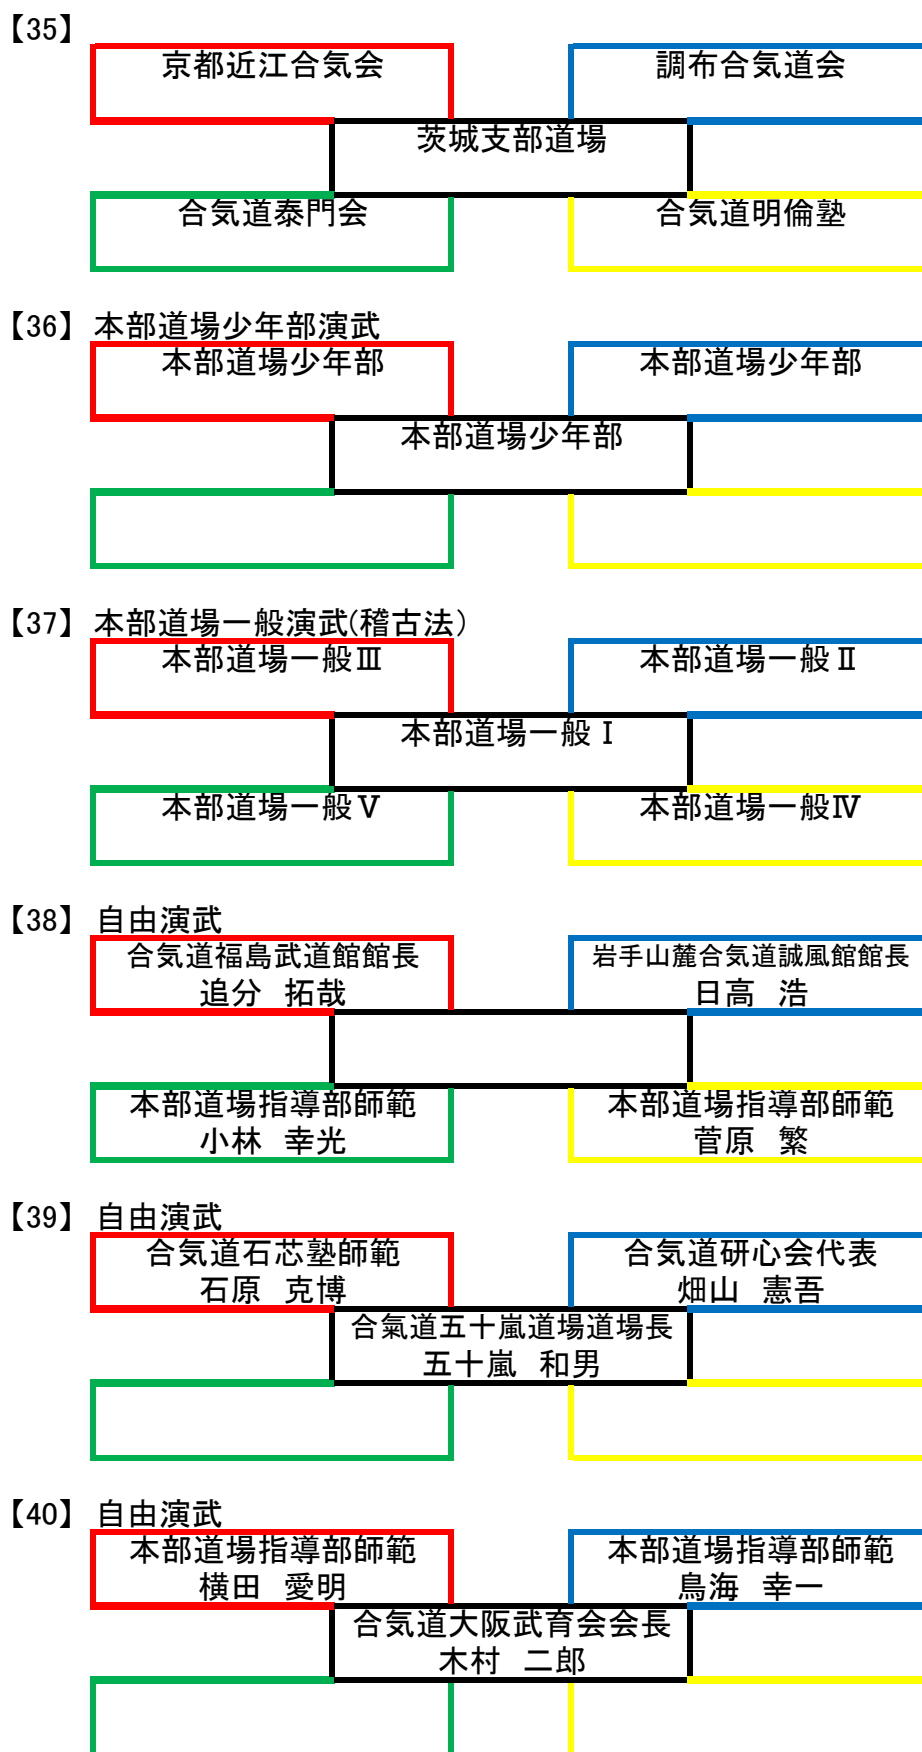 【35】
京都近江合気会
調布合気道会
茨城支部道場
合気道泰門会
合気道明倫塾
【36】 本部道場少年部演武
本部道場少年部
本部道場少年部
本部道場少年部
【37】 本部道場一般演武(稽古法)
本部道場一般Ⅲ
本部道場一般Ⅱ
本部道場一般Ⅰ
本部道場一般Ⅴ
本部道場一般Ⅳ
【38】 自由演武
合気道福島武道館館長
追分 拓哉
岩手山麓合気道誠風館館長
日高 浩
本部道場指導部師範
小林 幸光
本部道場指導部師範
菅原 繁
【39】 自由演武
合気道石芯塾師範
石原 克博
合気道研心会代表
畑山 憲吾
合氣道五十嵐道場道場長
五十嵐 和男
【40】 自由演武
本部道場指導部師範
横田 愛明
本部道場指導部師範
鳥海 幸一
合気道大阪武育会会長
木村 二郎